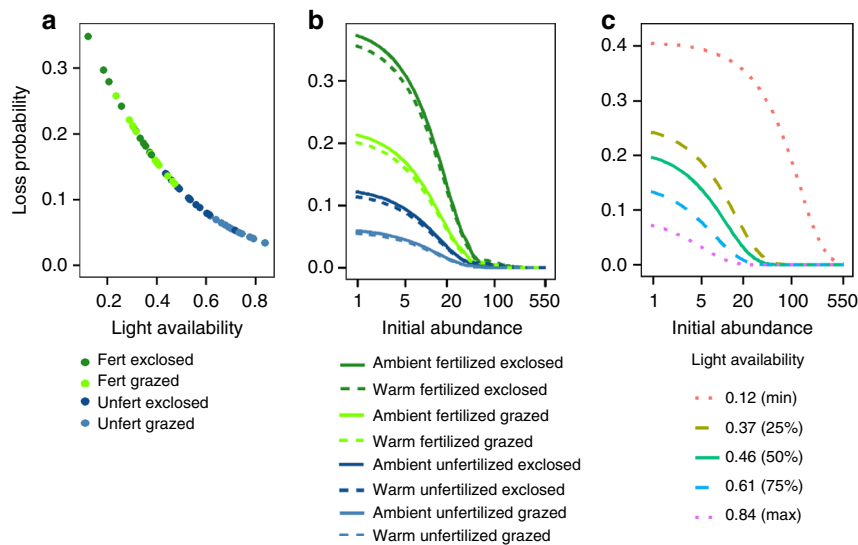 a
Loss probability
0.3
0.2
0.1
0.0
0.2 0.4 0.6 0.8
Light availability
Fert exclosed
Fert grazed
Unfert exclosed
Unfert grazed
b
0.3
0.2
0.1
0.0
1 5 20 100 550
Initial abundance
Ambient fertilized exclosed
Warm fertilized exclosed
Ambient fertilized grazed
Warm fertilized grazed
Ambient unfertilized exclosed
Warm unfertilized exclosed
Ambient unfertilized grazed
Warm unfertilized grazed
c
0.4
0.3
0.2
0.1
0.0
1 5 20 100 550
Initial abundance
Light availability
0.12 (min)
0.37 (25%)
0.46 (50%)
0.61 (75%)
0.84 (max)